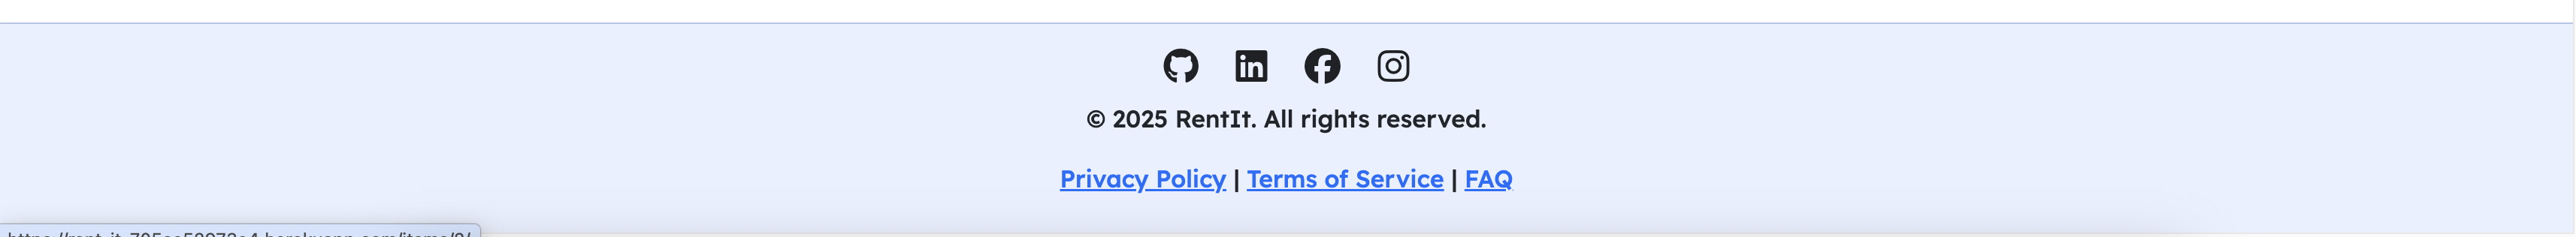 © 2025 RentIt. All rights reserved.
Privacy Policy | Terms of Service | FAQ